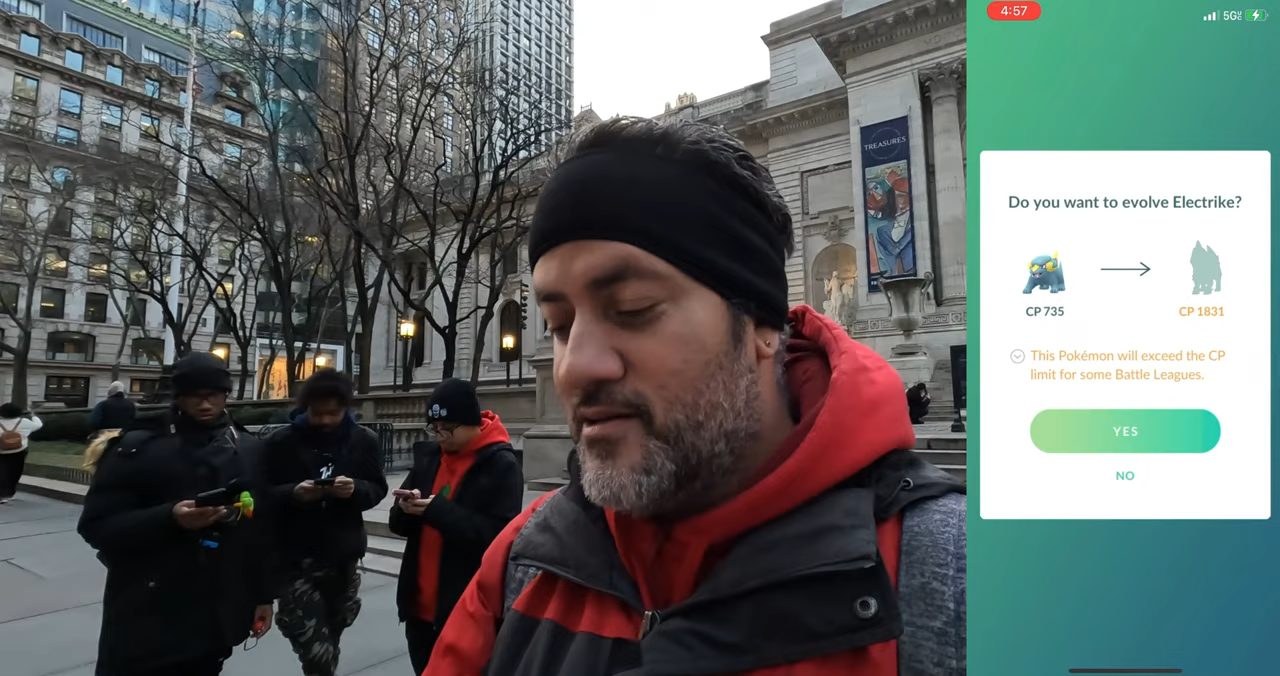 TREASURES
4:57
5G
Do you want to evolve Electrike?
CP 735
CP 1831
This Pokémon will exceed the CP
limit for some Battle Leagues.
YES
NO